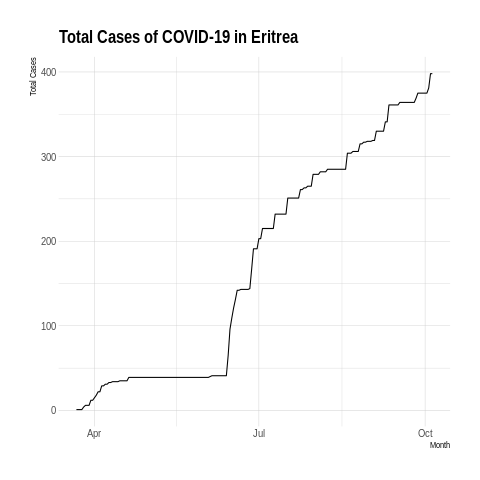 Total Cases of COVID-19 in Eritrea
Total Cases
400
300
200
100
0
Apr
Jul
Oct
Month